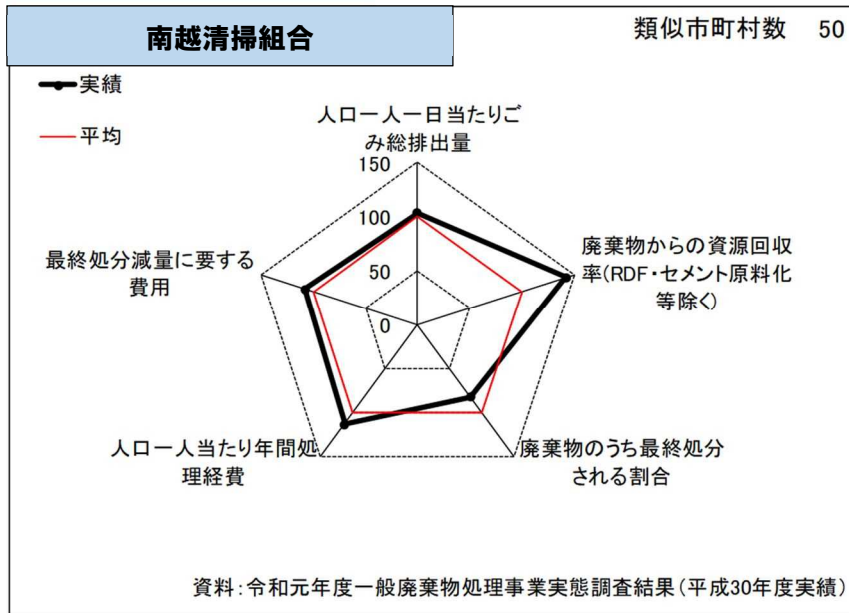 南越清掃組合
類似市町村数 50
実績
平均
人口一人一日当たりご
み総排出量
150
100
50
0
廃棄物からの資源回収
率(RDF・セメント原料化
等除く)
最終処分減量に要する
費用
人口一人当たり年間処
理経費
廃棄物のうち最終処分
される割合
資料:令和元年度一般廃棄物処理事業実態調査結果(平成30年度実績)